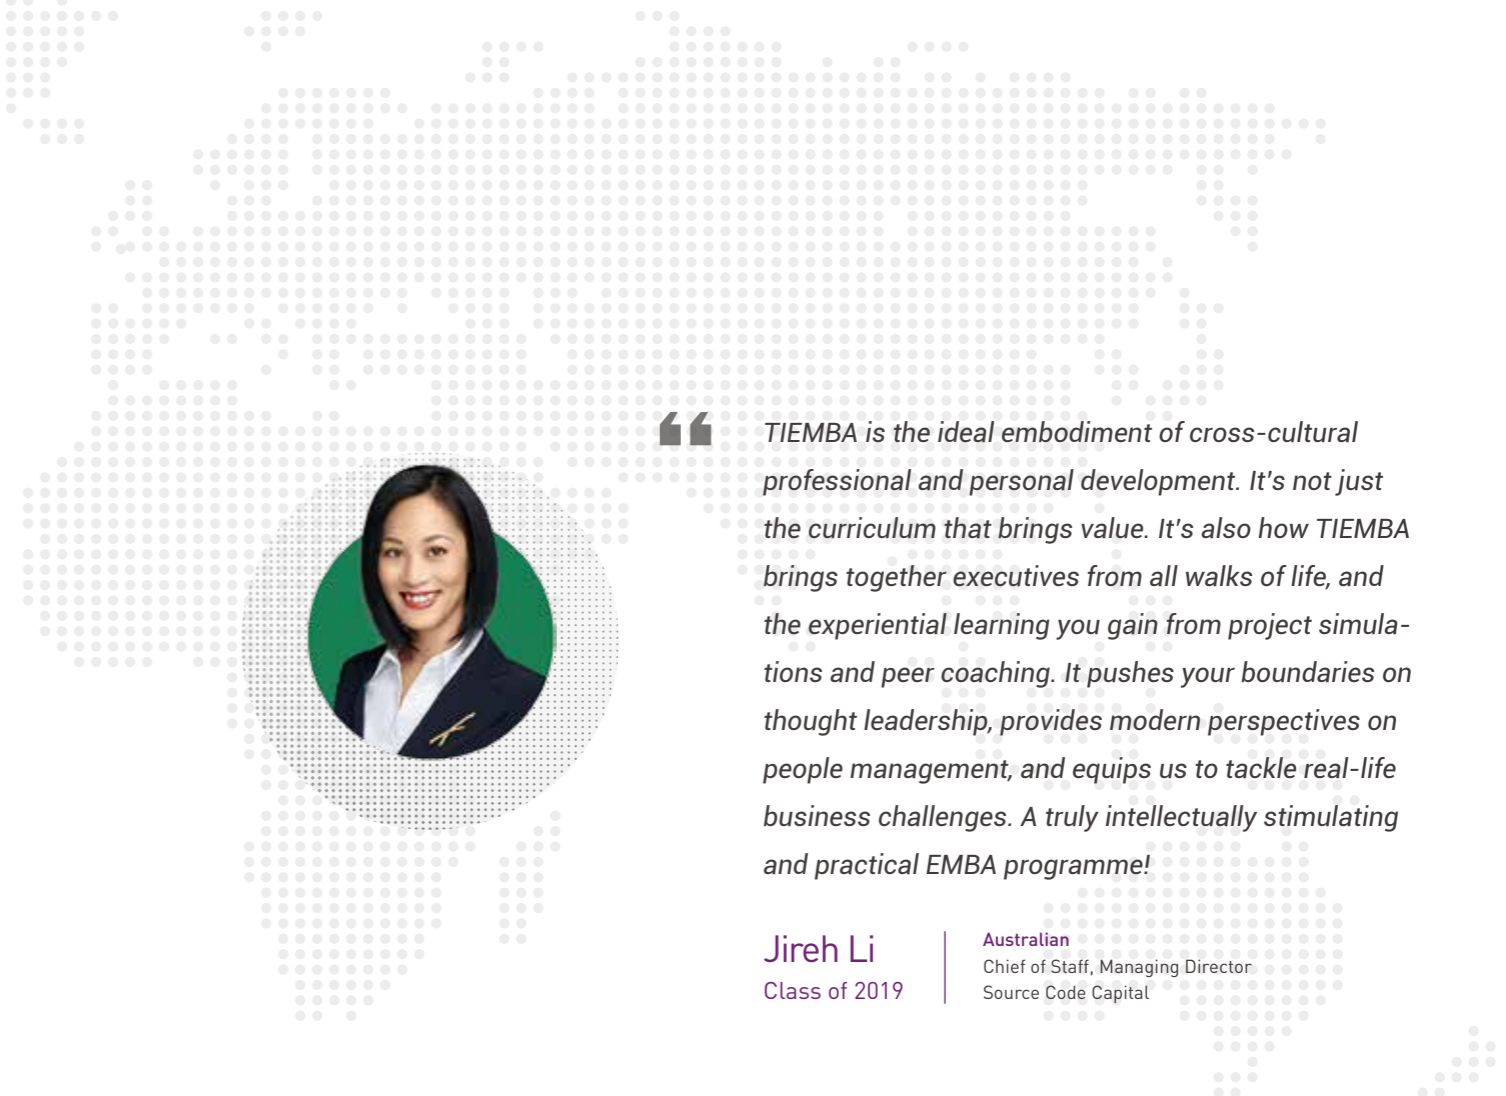 “
TIEMBA is the ideal embodiment of cross-cultural
professional and personal development. It's not just
the curriculum that brings value. It's also how TIEMBA
brings together executives from all walks of life, and
the experiential learning you gain from project simula-
tions and peer coaching. It pushes your boundaries on
thought leadership, provides modern perspectives on
people management, and equips us to tackle real-life
business challenges. A truly intellectually stimulating
and practical EMBA programme!
Jireh Li
Class of 2019
Australian
Chief of Staff, Managing Director
Source Code Capital